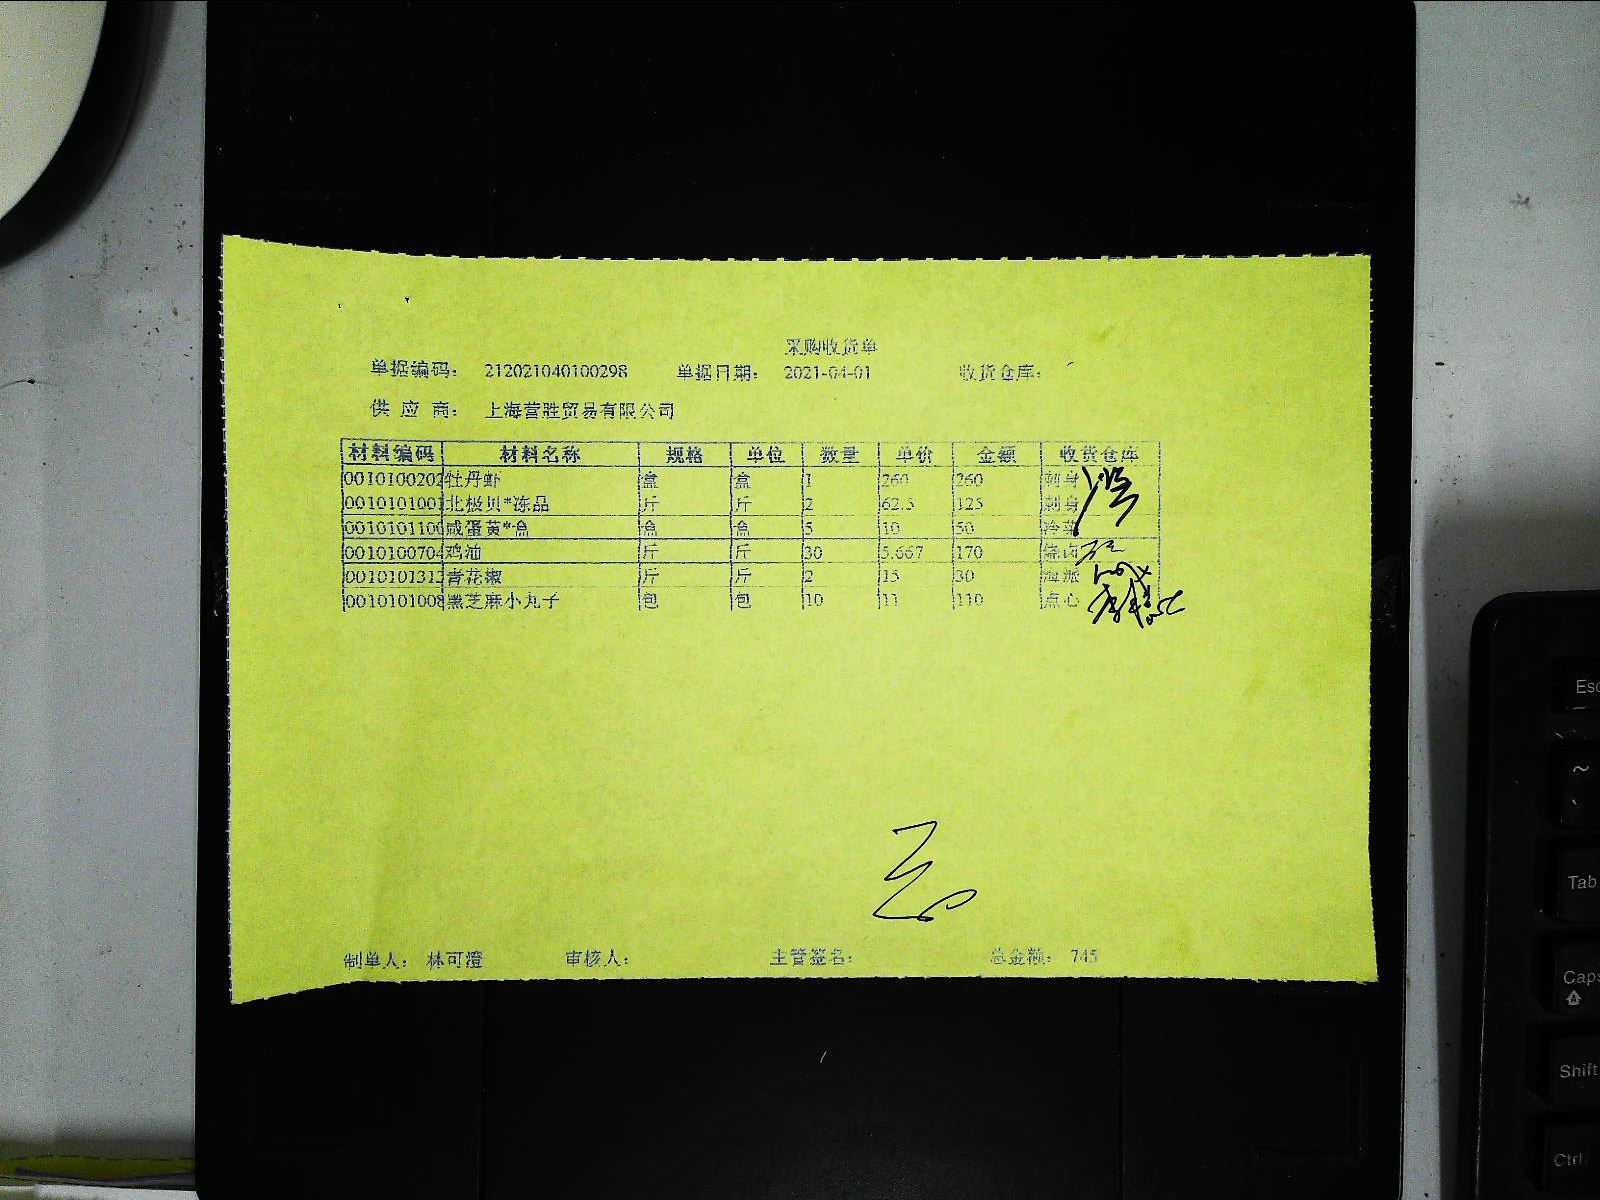 采购收货单
单据编码： 212021040100298 单据日期： 2021-04-01 收货仓库：
供 应 商： 上海营胜贸易有限公司
材料编码 材料名称 规格 单位 数量 单价 金额 收货仓库
0010100202 牡丹虾 盒 盒 1 260 260 刺身
0010101001 北极贝*冻品 斤 斤 2 62.5 125 刺身
0010101100 咸蛋黄*盒 盒 盒 5 10 50 冷菜
0010100704 鸡油 斤 斤 30 5.667 170 烧卤
0010101313 青花椒 斤 斤 2 15 30 海派
0010101008 黑芝麻小丸子 包 包 10 11 110 点心
制单人： 林可澄 审核人： 主管签名： 总金额： 745
Esc
~
Tab
Caps
Shift
Ctrl